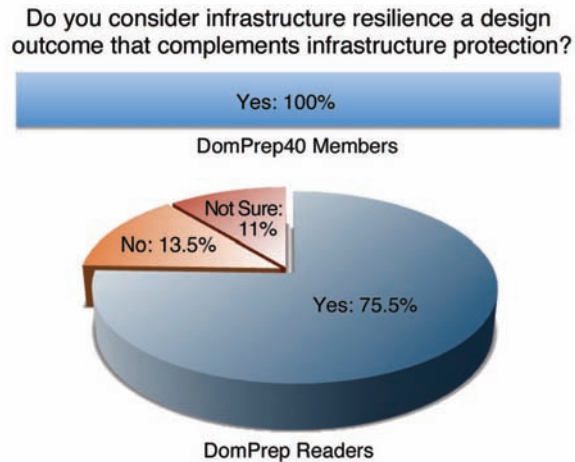 Do you consider infrastructure resilience a design
outcome that complements infrastructure protection?
Yes: 100%
DomPrep40 Members
Not Sure:
11%
No: 13.5%
Yes: 75.5%
DomPrep Readers